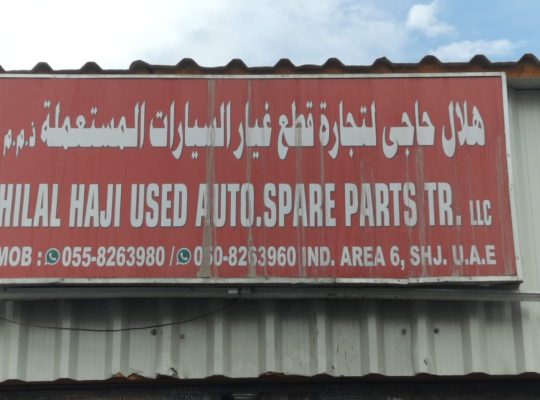 هلال حاجي لتجارة قطع غيار السيارات المستعملة ذ.م.م
HILAL HAJI USED AUTO.SPARE PARTS TR. LLC
MOB : 055-8263980 / 050-8263960 IND. AREA 6, SHJ. U.A.E